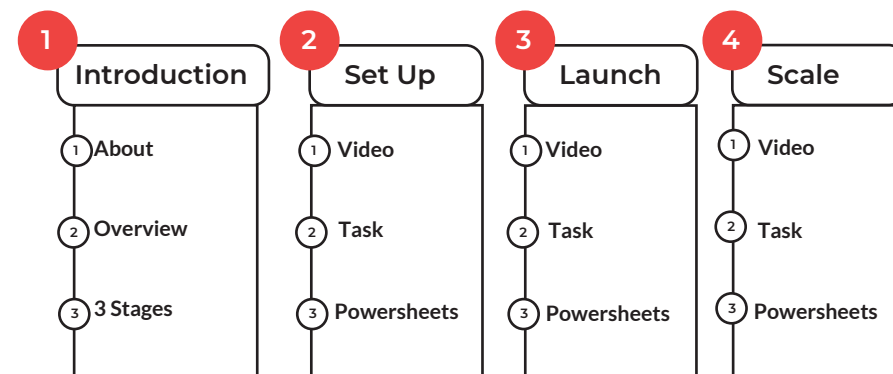 1
Introduction
1 About
2 Overview
3 3 Stages
2
Set Up
1 Video
2 Task
3 Powersheets
3
Launch
1 Video
2 Task
3 Powersheets
4
Scale
1 Video
2 Task
3 Powersheets